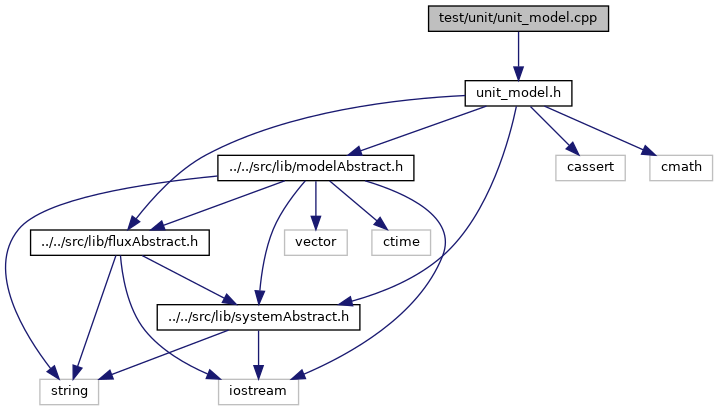 test/unit/unit_model.cpp
unit_model.h
../../src/lib/modelAbstract.h
cassert
cmath
../../src/lib/fluxAbstract.h
vector
ctime
../../src/lib/systemAbstract.h
string
iostream